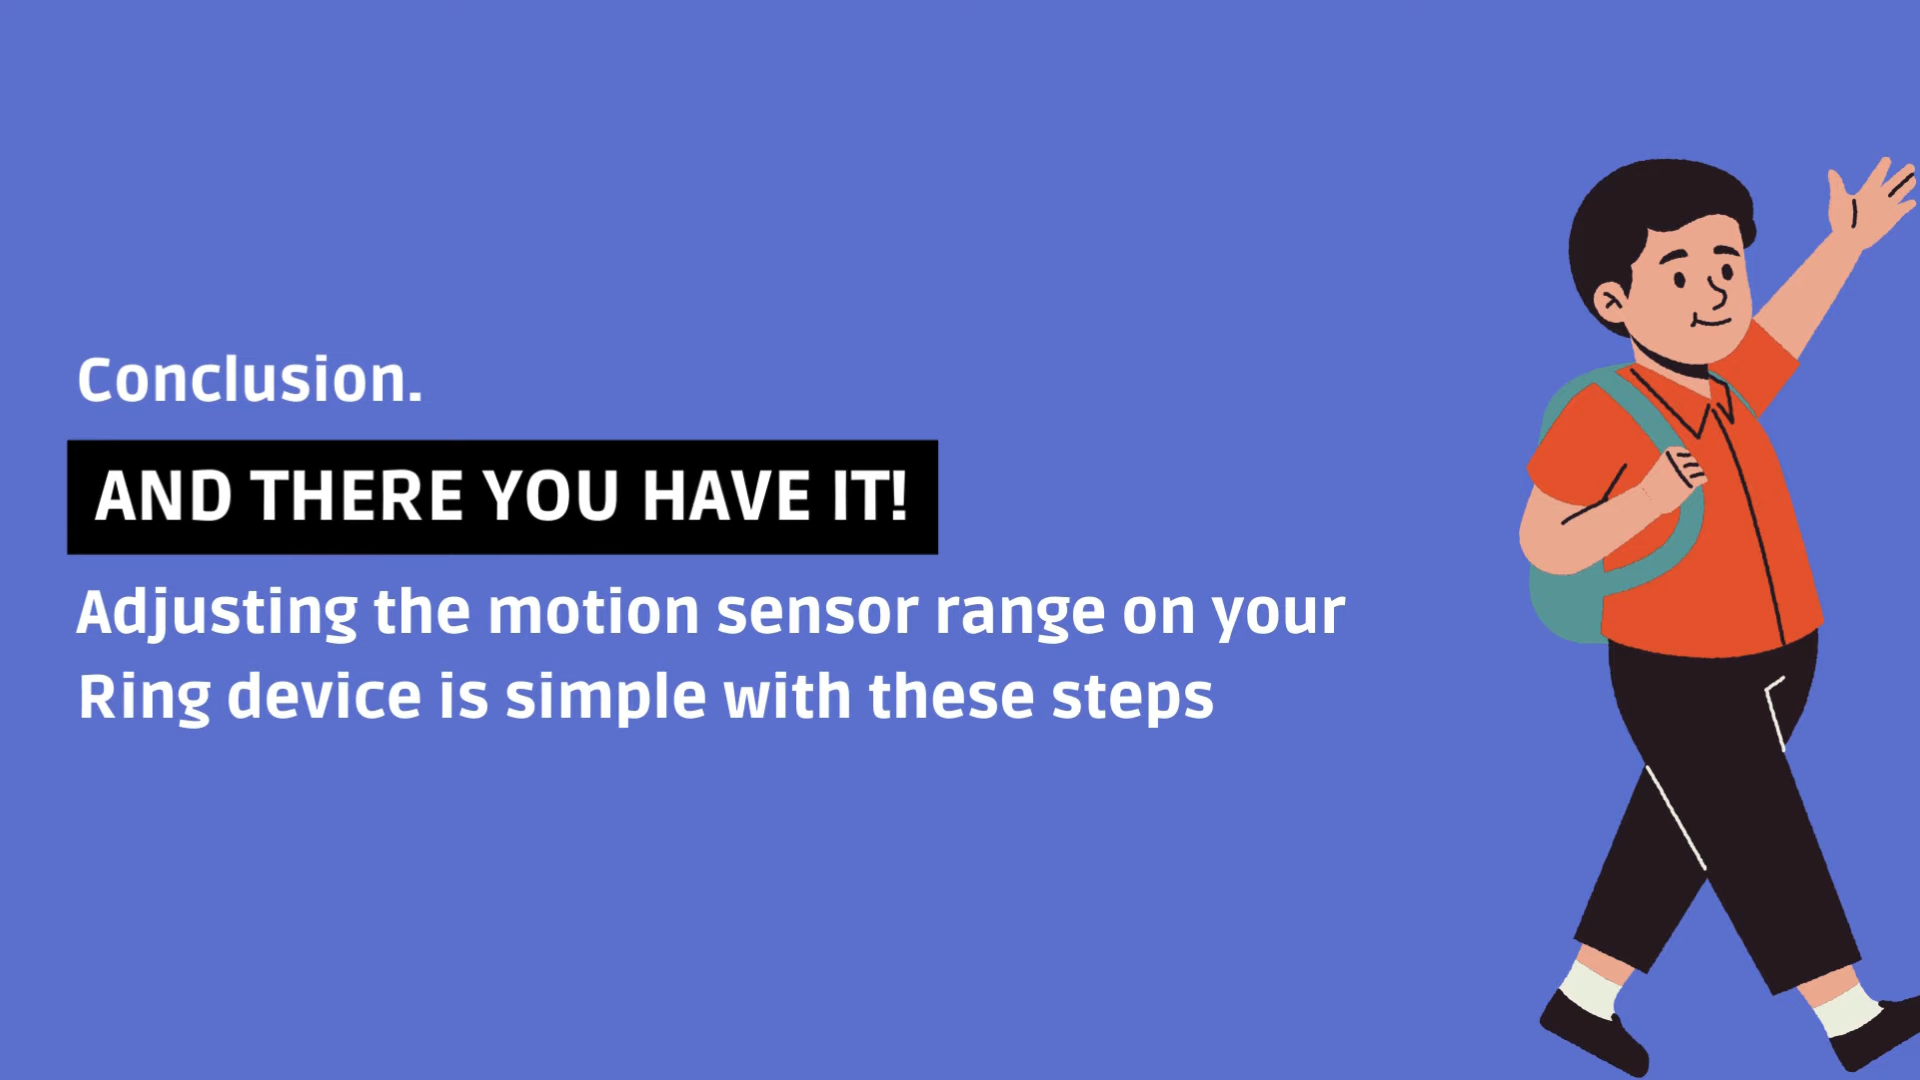 Conclusion.
AND THERE YOU HAVE IT!
Adjusting the motion sensor range on your
Ring device is simple with these steps